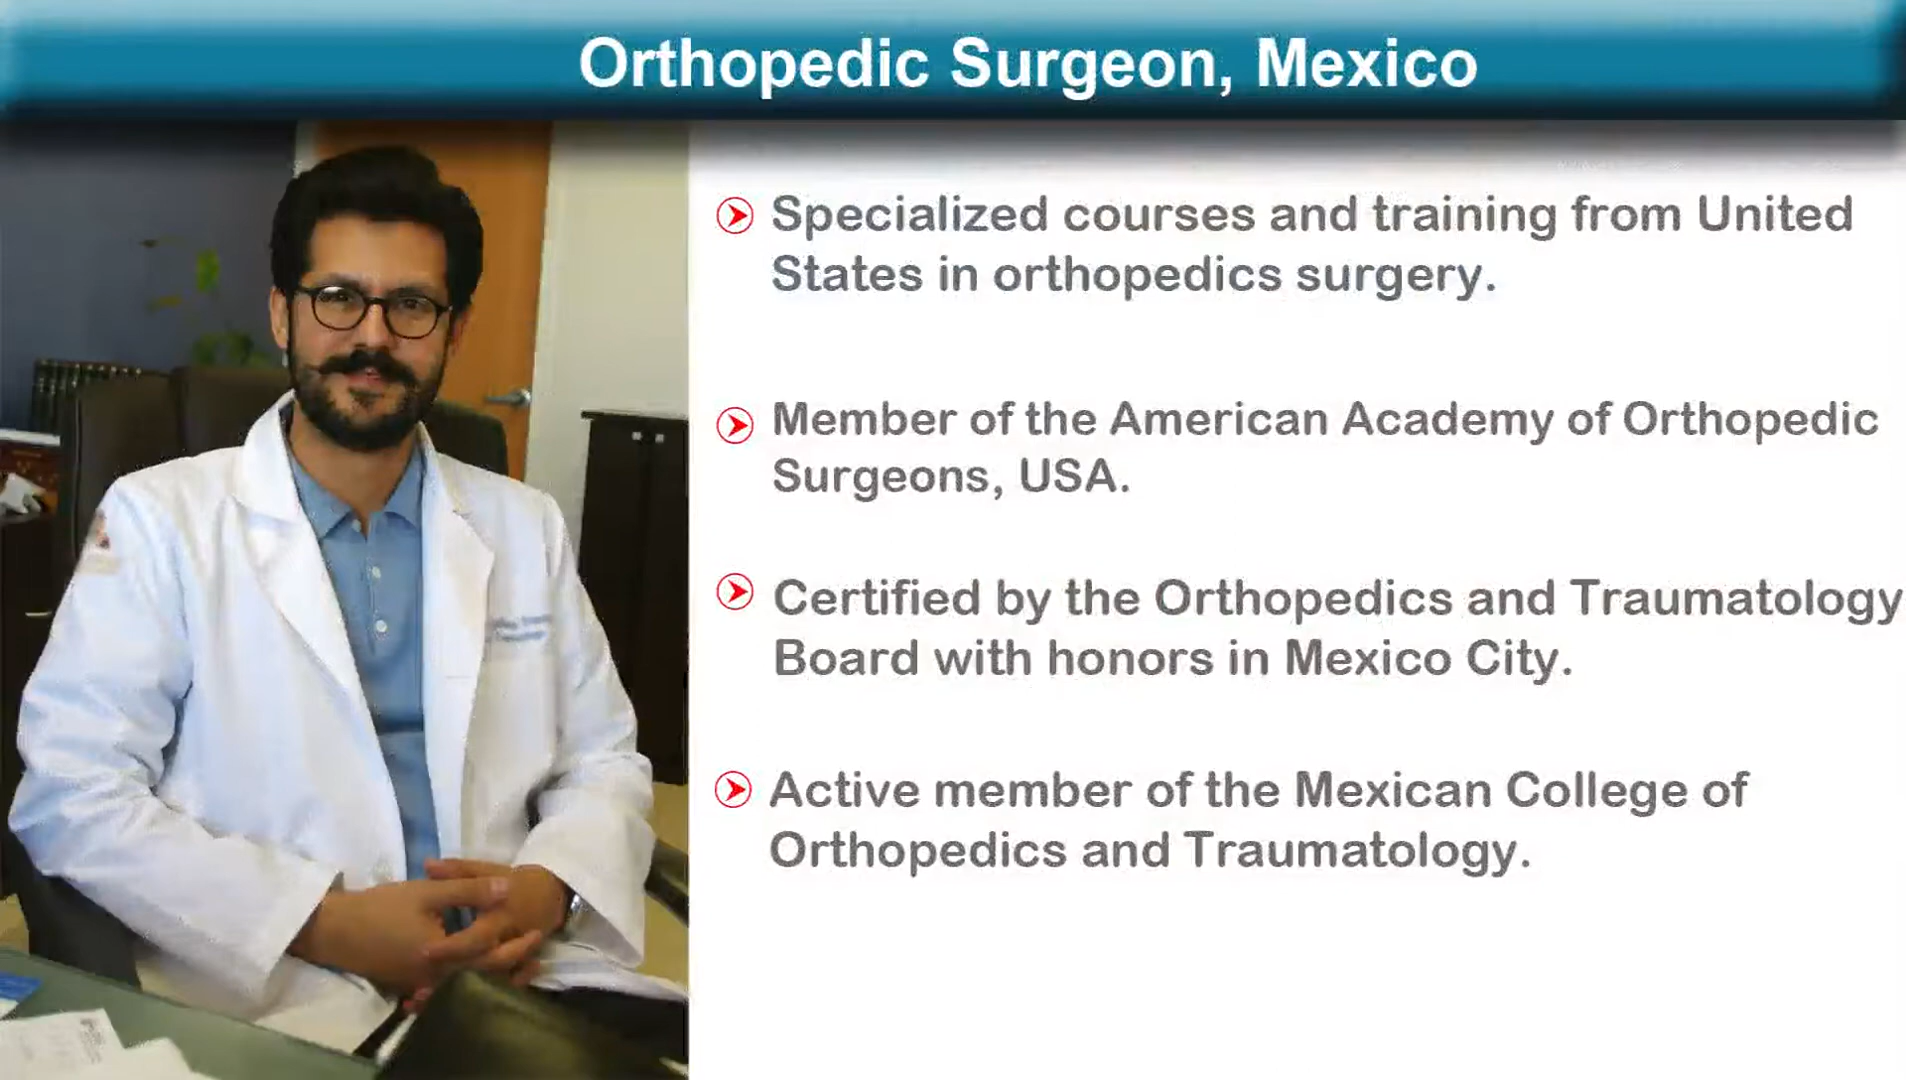 Orthopedic Surgeon, Mexico
Specialized courses and training from United
States in orthopedics surgery.
Member of the American Academy of Orthopedic
Surgeons, USA.
Certified by the Orthopedics and Traumatology
Board with honors in Mexico City.
Active member of the Mexican College of
Orthopedics and Traumatology.